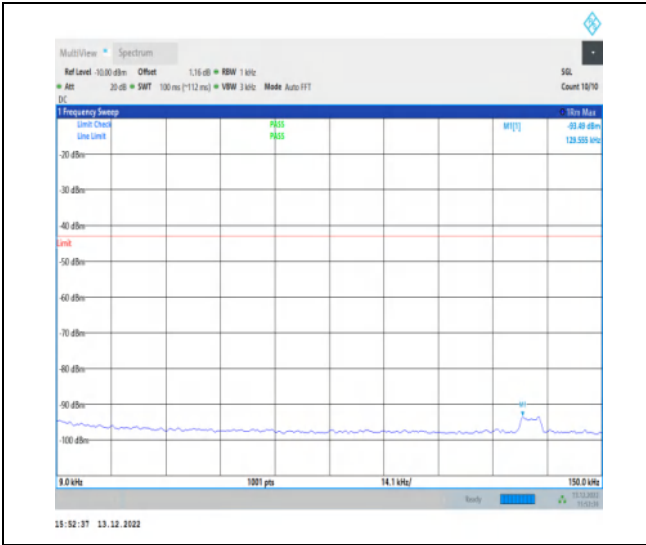 MultiView Spectrum
Ref Level -10.00 dBm Offset 1.16 dB RBW 1 kHz SGL
Att 20 dB SWT 100 ms (~112 ms) VBW 3 kHz Mode Auto FFT Count 10/10
DC
1 Frequency Sweep 1Rm Max
Limit Check PASS M1[1] -93.49 dBm
Line Limit PASS 129.555 kHz
-20 dBm
-30 dBm
-40 dBm
Limit
-50 dBm
-60 dBm
-70 dBm
-80 dBm
-90 dBm
M1
-100 dBm
9.0 kHz 1001 pts 14.1 kHz/ 150.0 kHz
Ready 13.12.2022
15:52:37 13.12.2022